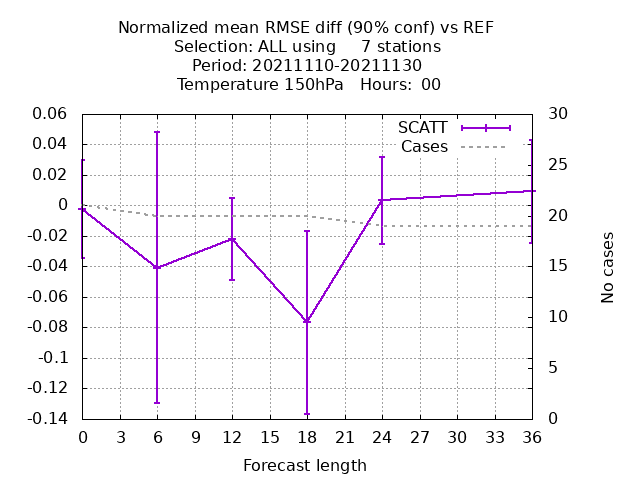 Normalized mean RMSE diff (90% conf) vs REF
Selection: ALL using     7 stations
Period: 20211110-20211130
Temperature 150hPa   Hours: 00
SCATT
Cases
0.06
0.04
0.02
0
-0.02
-0.04
-0.06
-0.08
-0.1
-0.12
-0.14
30
25
20
15
10
5
0
No cases
0 3 6 9 12 15 18 21 24 27 30 33 36
Forecast length